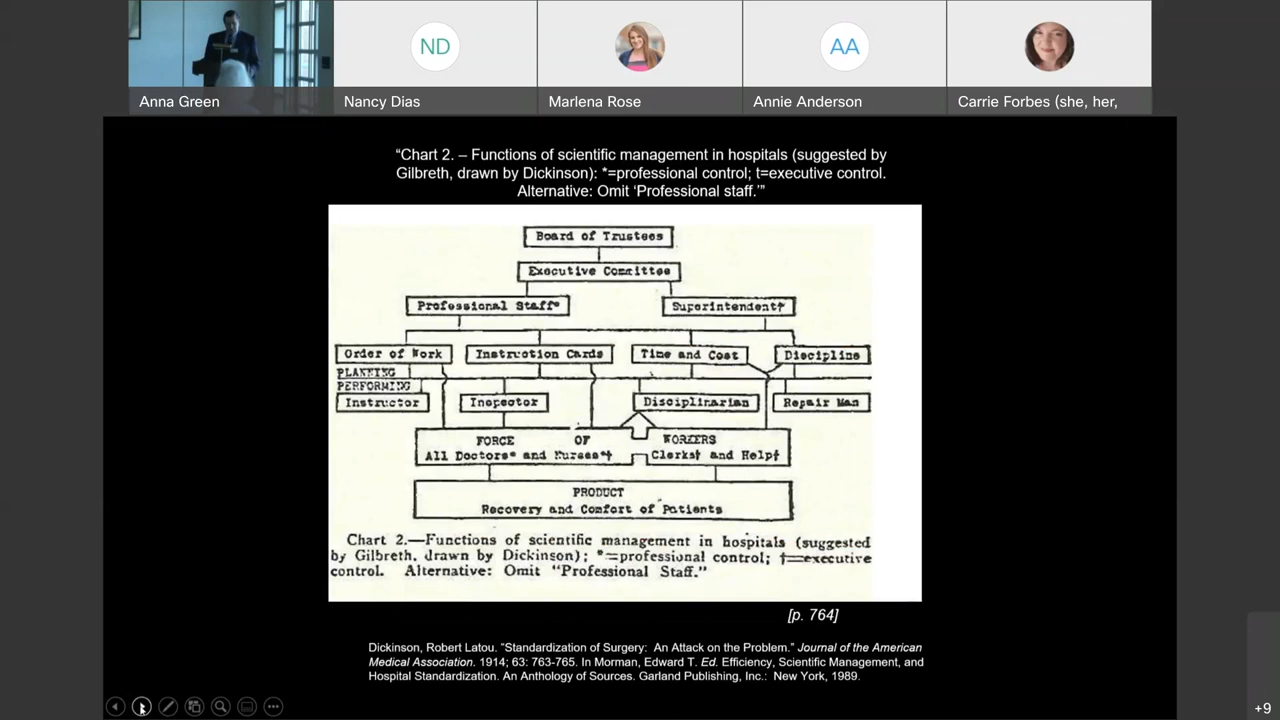 ND
AA
Anna Green
Nancy Dias
Marlena Rose
Annie Anderson
Carrie Forbes (she, her,
“Chart 2. – Functions of scientific management in hospitals (suggested by
Gilbreth, drawn by Dickinson): *=professional control; t=executive control.
Alternative: Omit ‘Professional staff.’”
Board of Trustees
Executive Committee
Professional Staff*
Superintendent†
Order of Work
Instruction Cards
Time and Cost
Discipline
PLANNING
PERFORMING
Instructor
Inspector
Disciplinarian
Repair Man
FORCE OF WORKERS
All Doctors* and Nurses*† Clerks† and Help†
PRODUCT
Recovery and Comfort of Patients
Chart 2.—Functions of scientific management in hospitals (suggested
by Gilbreth, drawn by Dickinson); *=professional control; †=executive
control. Alternative: Omit "Professional Staff."
[p. 764]
Dickinson, Robert Latou. “Standardization of Surgery: An Attack on the Problem.” Journal of the American
Medical Association. 1914; 63: 763-765. In Morman, Edward T. Ed. Efficiency, Scientific Management, and
Hospital Standardization. An Anthology of Sources. Garland Publishing, Inc.: New York, 1989.
+9